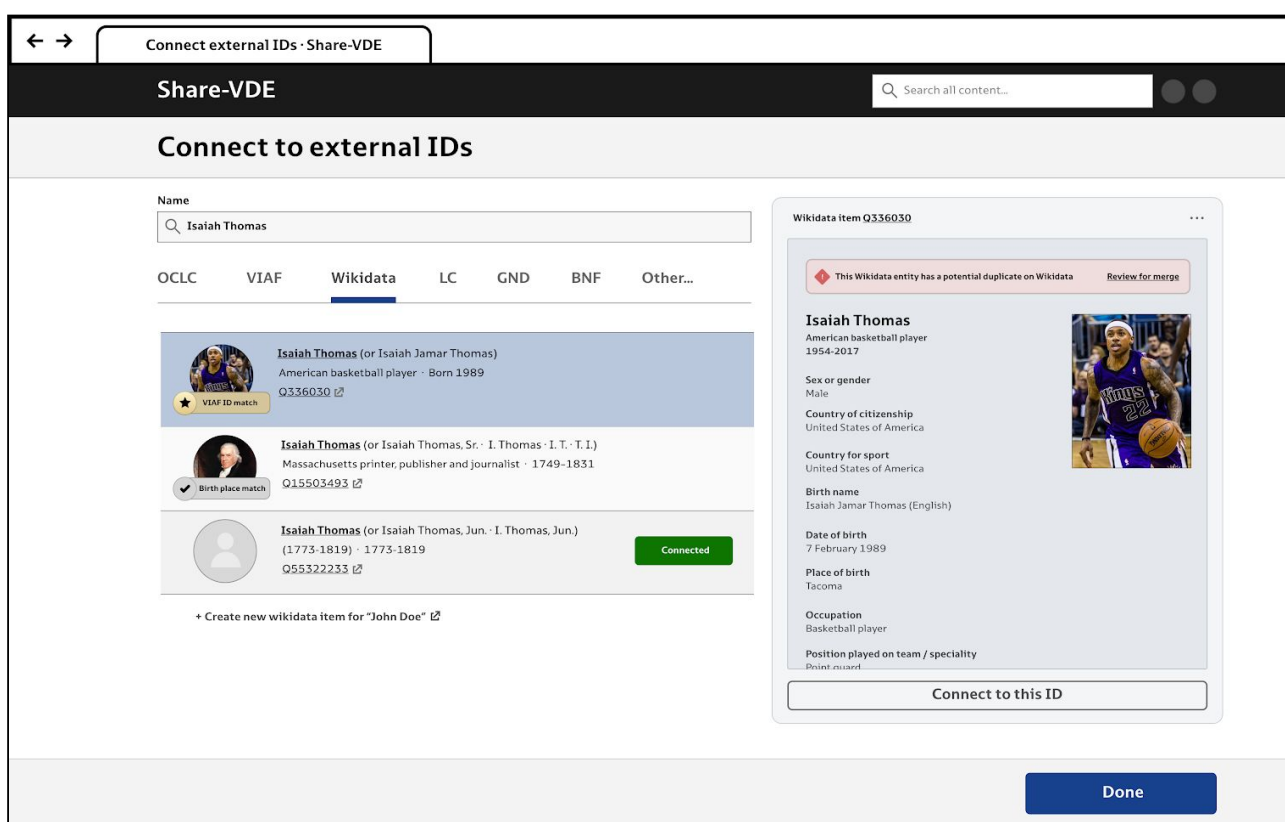 Connect external IDs · Share-VDE
Share-VDE
Search all content...
Connect to external IDs
Name
Isaiah Thomas
OCLC VIAF Wikidata LC GND BNF Other...
Isaiah Thomas (or Isaiah Jamar Thomas)
American basketball player · Born 1989
Q336030
VIAF ID match
Isaiah Thomas (or Isaiah Thomas, Sr. · I. Thomas · I. T. · T. I.)
Massachusetts printer, publisher and journalist · 1749–1831
Q15503493
Birth place match
Isaiah Thomas (or Isaiah Thomas, Jun. · I. Thomas, Jun.)
(1773-1819) · 1773-1819
Q55322233
Connected
+ Create new wikidata item for "John Doe"
Wikidata item Q336030
...
This Wikidata entity has a potential duplicate on Wikidata Review for merge
Isaiah Thomas
American basketball player
1954-2017
Sex or gender
Male
Country of citizenship
United States of America
Country for sport
United States of America
Birth name
Isaiah Jamar Thomas (English)
Date of birth
7 February 1989
Place of birth
Tacoma
Occupation
Basketball player
Position played on team / speciality
Point guard
KINGS
22
Connect to this ID
Done